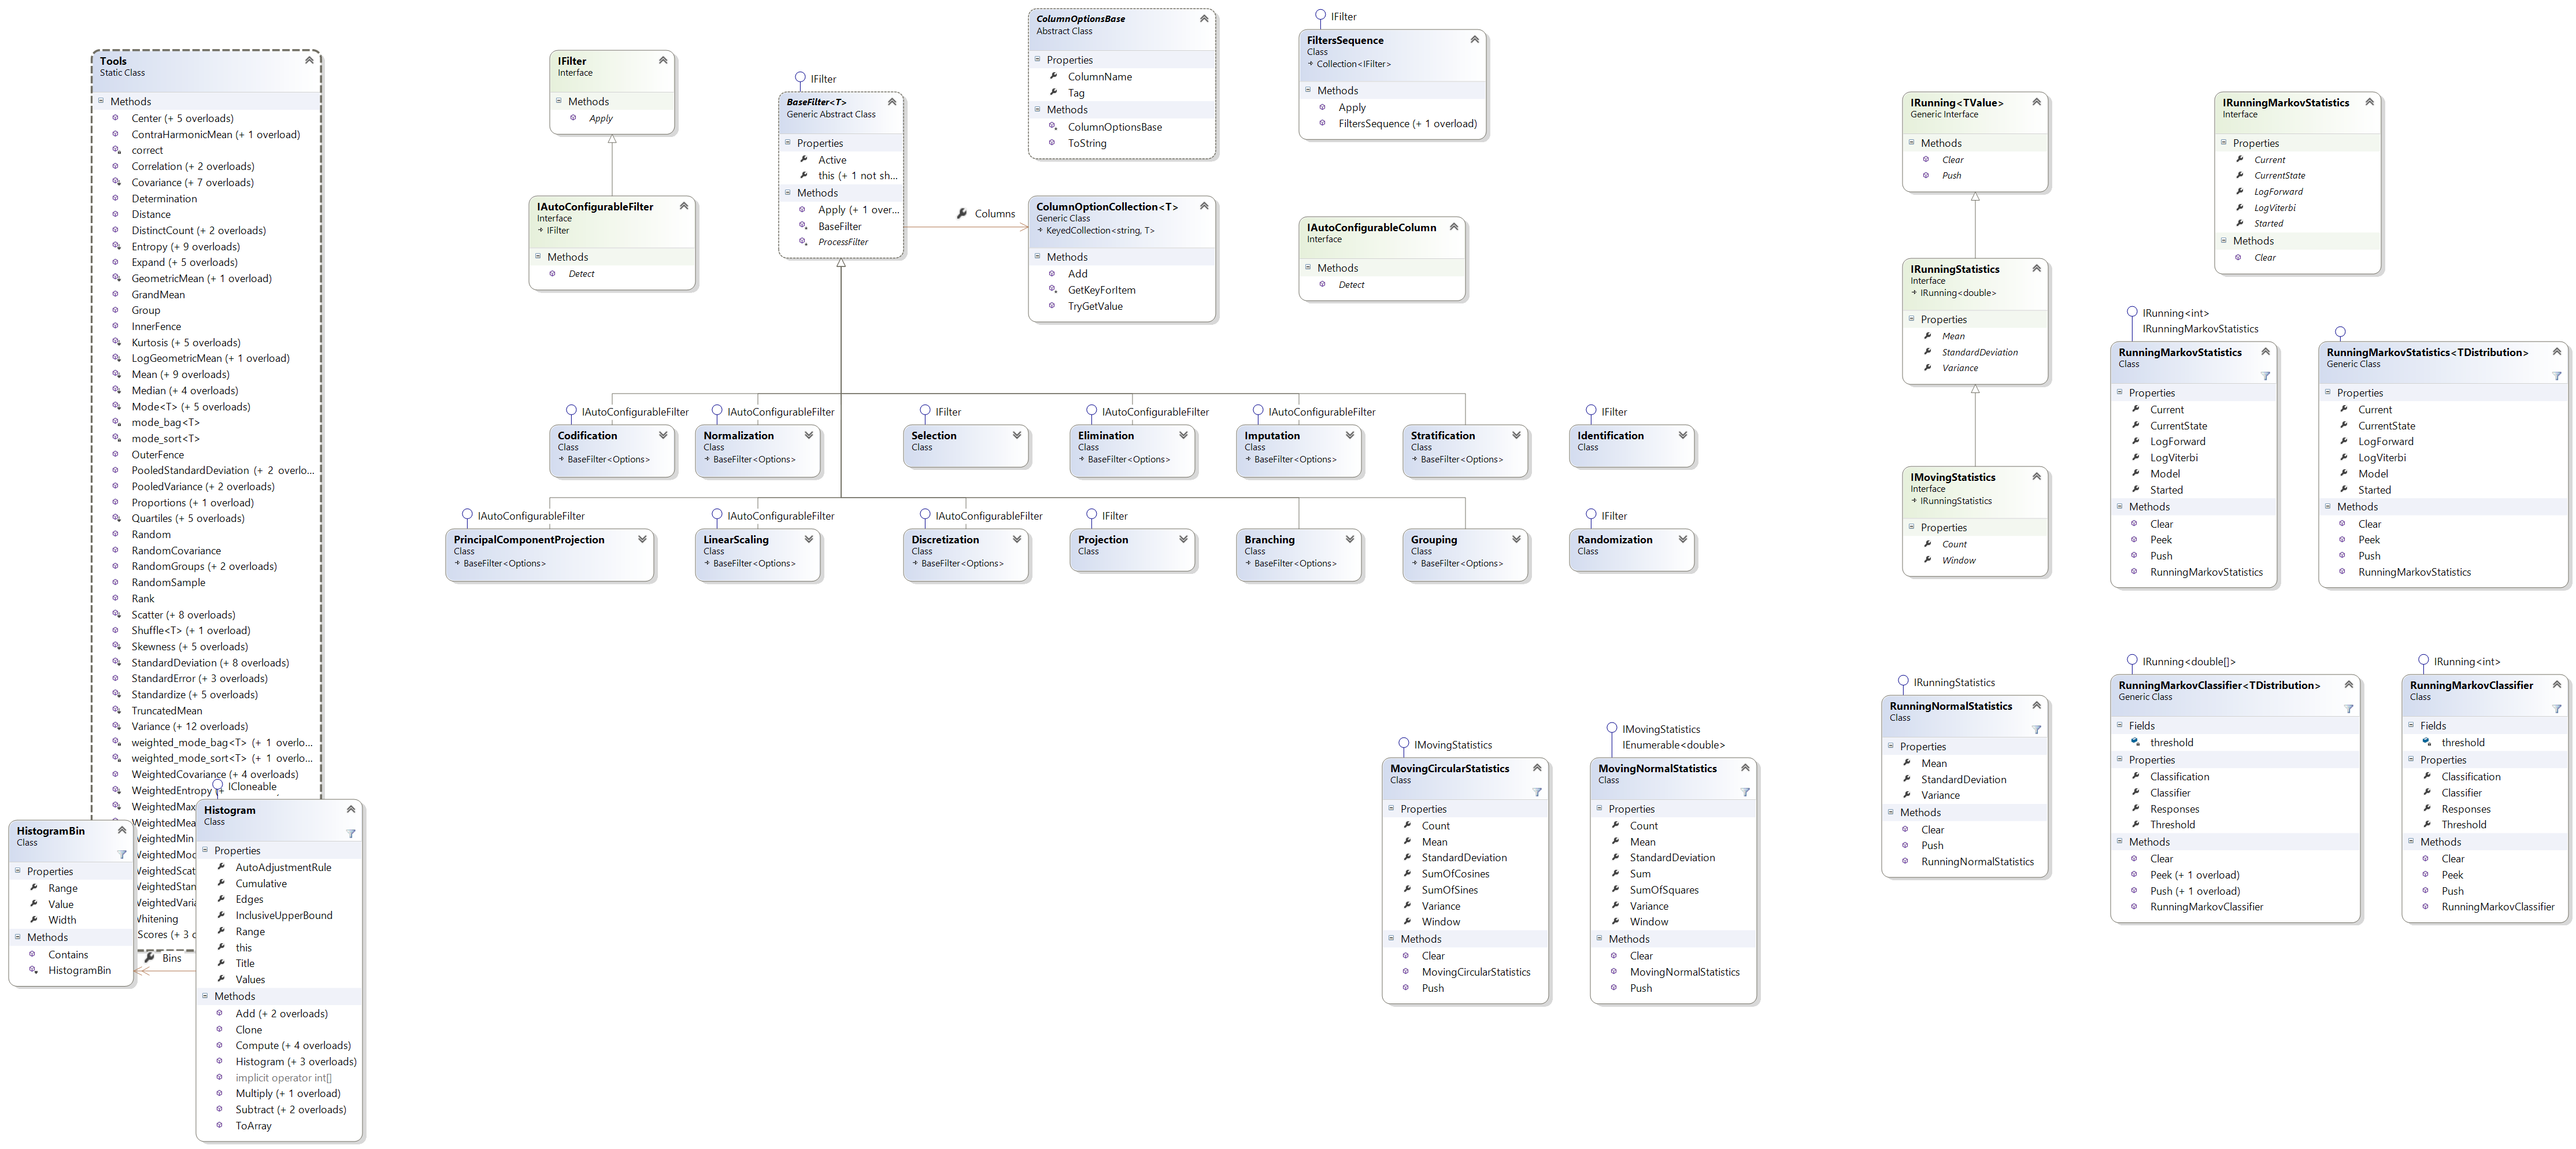 Tools
Static Class
Methods
Center (+ 5 overloads)
ContraHarmonicMean (+ 1 overload)
correct
Correlation (+ 2 overloads)
Covariance (+ 7 overloads)
Determination
Distance
DistinctCount (+ 2 overloads)
Entropy (+ 9 overloads)
Expand (+ 5 overloads)
GeometricMean (+ 1 overload)
GrandMean
Group
InnerFence
Kurtosis (+ 5 overloads)
LogGeometricMean (+ 1 overload)
Mean (+ 9 overloads)
Median (+ 4 overloads)
Mode<T> (+ 5 overloads)
mode_bag<T>
mode_sort<T>
OuterFence
PooledStandardDeviation (+ 2 overlo...
PooledVariance (+ 2 overloads)
Proportions (+ 1 overload)
Quartiles (+ 5 overloads)
Random
RandomCovariance
RandomGroups (+ 2 overloads)
RandomSample
Rank
Scatter (+ 8 overloads)
Shuffle<T> (+ 1 overload)
Skewness (+ 5 overloads)
StandardDeviation (+ 8 overloads)
StandardError (+ 3 overloads)
Standardize (+ 5 overloads)
TruncatedMean
Variance (+ 12 overloads)
weighted_mode_bag<T> (+ 1 overlo...
weighted_mode_sort<T> (+ 1 overlo...
WeightedCovariance (+ 4 overloads)
WeightedEntropy (+
WeightedMax
WeightedMea
WeightedMin
WeightedMod
WeightedScat
WeightedStan
WeightedVaria
Whitening
Scores (+ 3 o
HistogramBin
Class
Properties
Range
Value
Width
Methods
Contains
HistogramBin
Bins
ICloneable
Histogram
Class
Properties
AutoAdjustmentRule
Cumulative
Edges
InclusiveUpperBound
Range
this
Title
Values
Methods
Add (+ 2 overloads)
Clone
Compute (+ 4 overloads)
Histogram (+ 3 overloads)
implicit operator int[]
Multiply (+ 1 overload)
Subtract (+ 2 overloads)
ToArray
IFilter
Interface
Methods
Apply
IAutoConfigurableFilter
Interface
IFilter
Methods
Detect
IFilter
BaseFilter<T>
Generic Abstract Class
Properties
Active
this (+ 1 not sh...
Methods
Apply (+ 1 over...
BaseFilter
ProcessFilter
Columns
ColumnOptionsBase
Abstract Class
Properties
ColumnName
Tag
Methods
ColumnOptionsBase
ToString
ColumnOptionCollection<T>
Generic Class
KeyedCollection<string, T>
Methods
Add
GetKeyForItem
TryGetValue
IFilter
FiltersSequence
Class
Collection<IFilter>
Methods
Apply
FiltersSequence (+ 1 overload)
IAutoConfigurableColumn
Interface
Methods
Detect
IAutoConfigurableFilter
Codification
Class
BaseFilter<Options>
IAutoConfigurableFilter
Normalization
Class
BaseFilter<Options>
IFilter
Selection
Class
IAutoConfigurableFilter
Elimination
Class
BaseFilter<Options>
IAutoConfigurableFilter
Imputation
Class
BaseFilter<Options>
Stratification
Class
BaseFilter<Options>
IFilter
Identification
Class
IAutoConfigurableFilter
PrincipalComponentProjection
Class
BaseFilter<Options>
IAutoConfigurableFilter
LinearScaling
Class
BaseFilter<Options>
IAutoConfigurableFilter
Discretization
Class
BaseFilter<Options>
IFilter
Projection
Class
Branching
Class
BaseFilter<Options>
Grouping
Class
BaseFilter<Options>
IFilter
Randomization
Class
IMovingStatistics
MovingCircularStatistics
Class
Properties
Count
Mean
StandardDeviation
SumOfCosines
SumOfSines
Variance
Window
Methods
Clear
MovingCircularStatistics
Push
IMovingStatistics
IEnumerable<double>
MovingNormalStatistics
Class
Properties
Count
Mean
StandardDeviation
Sum
SumOfSquares
Variance
Window
Methods
Clear
MovingNormalStatistics
Push
IRunning<TValue>
Generic Interface
Methods
Clear
Push
IRunningStatistics
Interface
IRunning<double>
Properties
Mean
StandardDeviation
Variance
IMovingStatistics
Interface
IRunningStatistics
Properties
Count
Window
IRunningStatistics
RunningNormalStatistics
Class
Properties
Mean
StandardDeviation
Variance
Methods
Clear
Push
RunningNormalStatistics
IRunningMarkovStatistics
Interface
Properties
Current
CurrentState
LogForward
LogViterbi
Started
Methods
Clear
IRunning<int>
IRunningMarkovStatistics
RunningMarkovStatistics
Class
Properties
Current
CurrentState
LogForward
LogViterbi
Model
Started
Methods
Clear
Peek
Push
RunningMarkovStatistics
RunningMarkovStatistics<TDistribution>
Generic Class
Properties
Current
CurrentState
LogForward
LogViterbi
Model
Started
Methods
Clear
Peek
Push
RunningMarkovStatistics
IRunning<double[]>
RunningMarkovClassifier<TDistribution>
Generic Class
Fields
threshold
Properties
Classification
Classifier
Responses
Threshold
Methods
Clear
Peek (+ 1 overload)
Push (+ 1 overload)
RunningMarkovClassifier
IRunning<int>
RunningMarkovClassifier
Class
Fields
threshold
Properties
Classification
Classifier
Responses
Threshold
Methods
Clear
Peek
Push
RunningMarkovClassifier